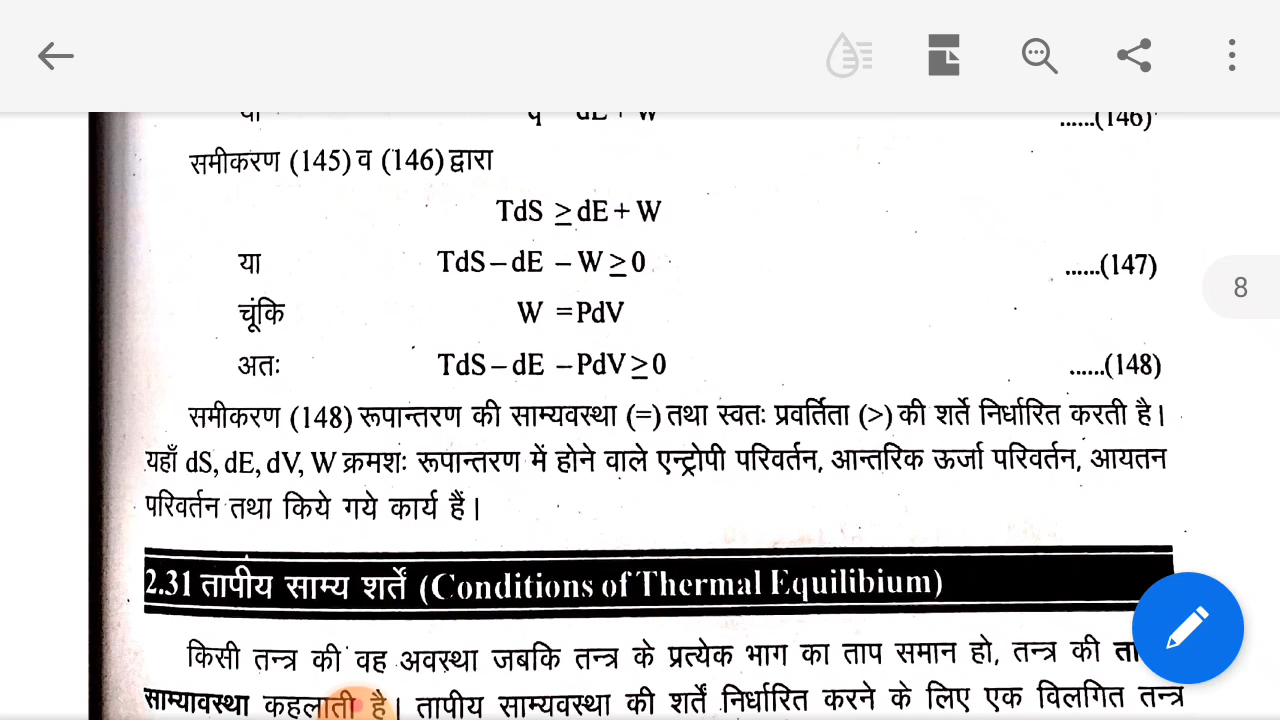 या q dE + W ......(146)
समीकरण (145) व (146) द्वारा
TdS ≥ dE + W
या TdS – dE – W ≥ 0 ......(147)
8
चूंकि W = PdV
अतः TdS – dE – PdV ≥ 0 ......(148)
समीकरण (148) रूपान्तरण की साम्यवस्था (=) तथा स्वतः प्रवर्तिता (>) की शर्ते निर्धारित करती है।
यहाँ dS, dE, dV, W क्रमशः रूपान्तरण में होने वाले एन्ट्रोपी परिवर्तन, आन्तरिक ऊर्जा परिवर्तन, आयतन
परिवर्तन तथा किये गये कार्य हैं।
2.31 तापीय साम्य शर्तें (Conditions of Thermal Equilibium)
किसी तन्त्र की वह अवस्था जबकि तन्त्र के प्रत्येक भाग का ताप समान हो, तन्त्र की
साम्यावस्था कहलाती है। तापीय साम्यावस्था की शर्तें निर्धारित करने के लिए एक विलगित तन्त्र